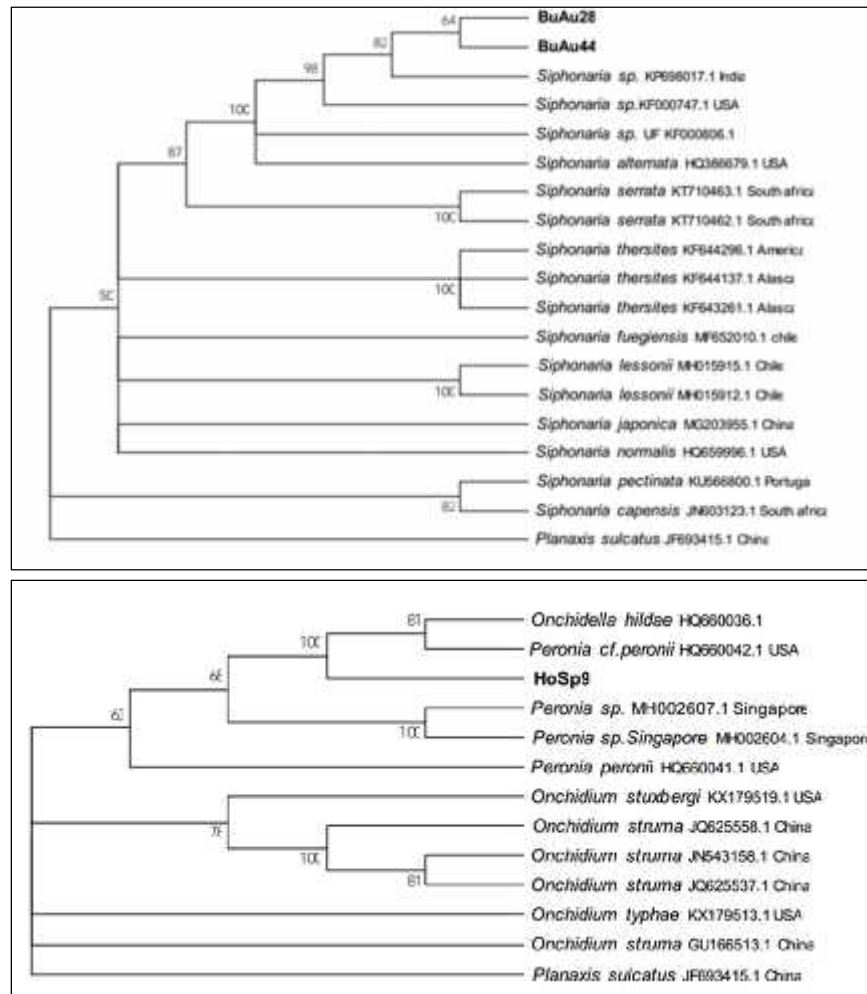 64
BuAu28
BuAu44
82
Siphonaria sp. KP698017.1 India
98
Siphonaria sp.KF000747.1 USA
100
Siphonaria sp. UF KF000806.1
Siphonaria alternata HQ386679.1 USA
87
Siphonaria serrata KT710463.1 South africa
100
Siphonaria serrata KT710462.1 South africa
Siphonaria thersites KF644298.1 America
Siphonaria thersites KF644137.1 Alasca
100
Siphonaria thersites KF643261.1 Alasca
50
Siphonaria fuegiensis MF652010.1 chile
Siphonaria lessonii MH015915.1 Chile
100
Siphonaria lessonii MH015912.1 Chile
Siphonaria japonica MG203955.1 China
Siphonaria normalis HQ659996.1 USA
Siphonaria pectinata KU566800.1 Portuga
82
Siphonaria capensis JN603123.1 South africa
Planaxis sulcatus JF693415.1 China
81
Onchidella hildae HQ660036.1
100
Peronia cf.peronii HQ660042.1 USA
68
HoSp9
Peronia sp. MH002607.1 Singapore
63
100
Peronia sp.Singapore MH002604.1 Singapore
Peronia peronii HQ660041.1 USA
Onchidium stuxbergi KX179519.1 USA
78
Onchidium struma JQ625558.1 China
100
Onchidium struma JN543158.1 China
81
Onchidium struma JQ625537.1 China
Onchidium typhae KX179513.1 USA
Onchidium struma GU166513.1 China
Planaxis sulcatus JF693415.1 China